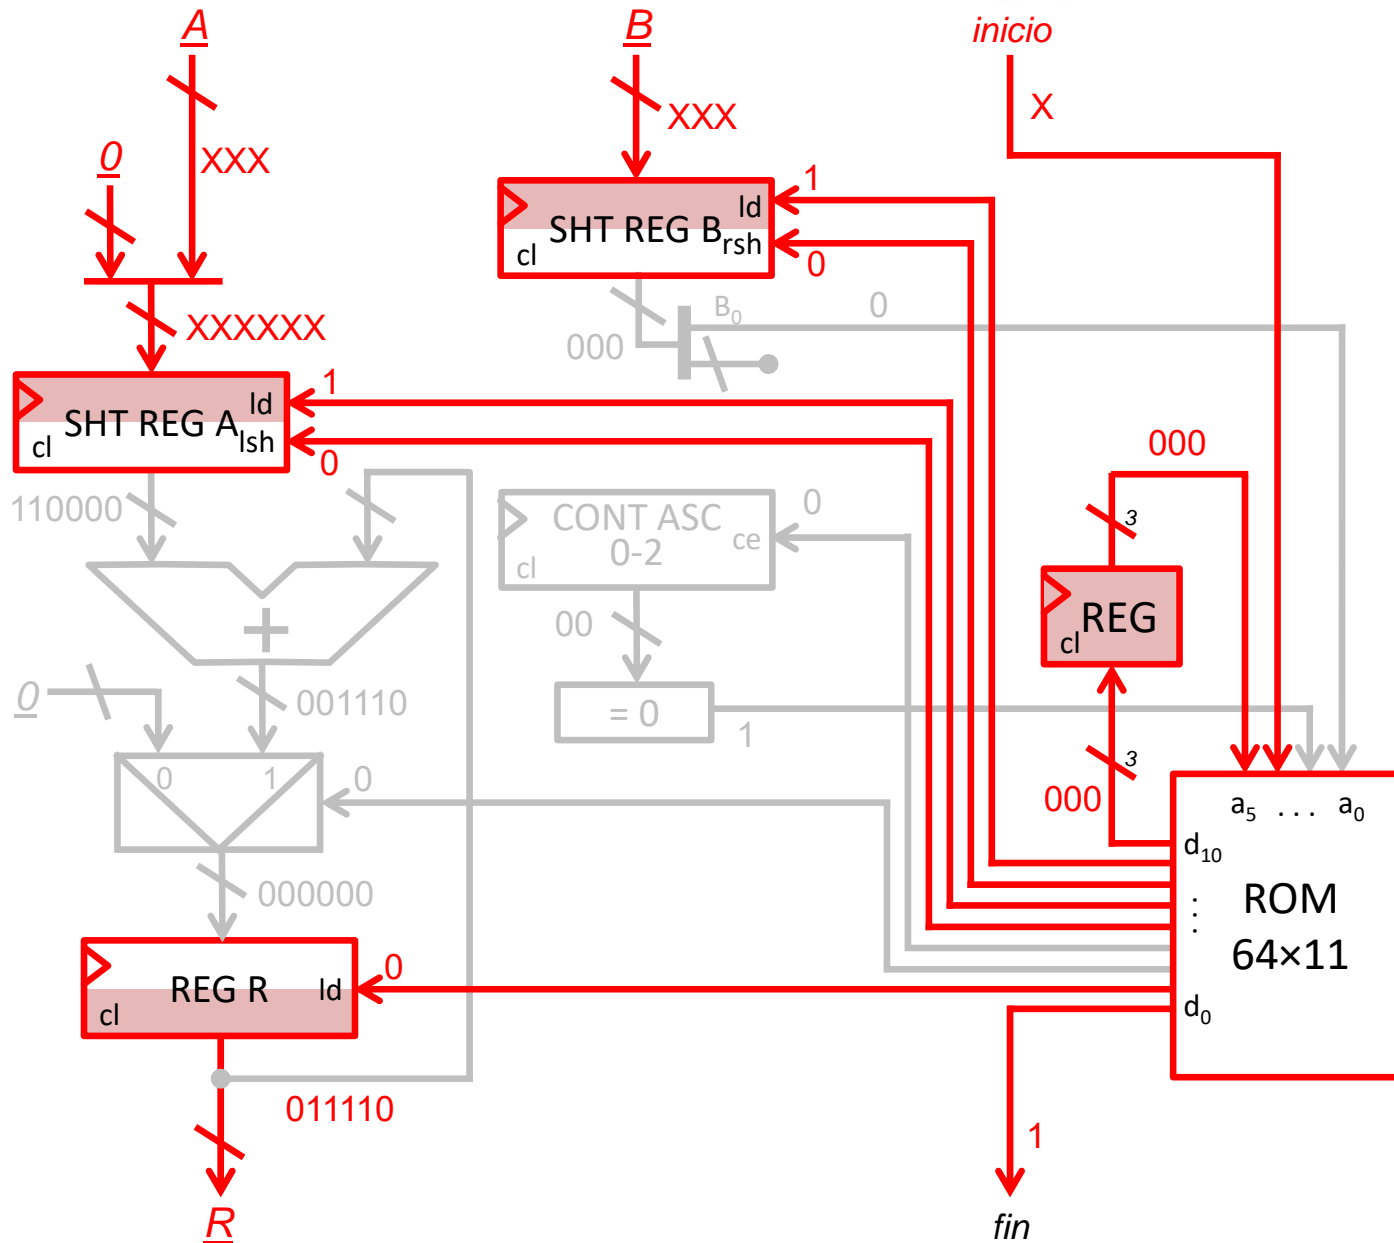 A
B
inicio
X
XXX
0
XXX
1
ld
SHT REG B
rsh
cl
0
XXXXXX
B0
0
000
1
ld
SHT REG A
lsh
cl
0
000
110000
CONT ASC
0-2
ce
cl
0
3
REG
cl
+
00
0
001110
= 0
1
3
000
0
1
0
a5 . . . a0
d10
000000
ROM
64×11
REG R
ld
cl
0
d0
011110
1
R
fin